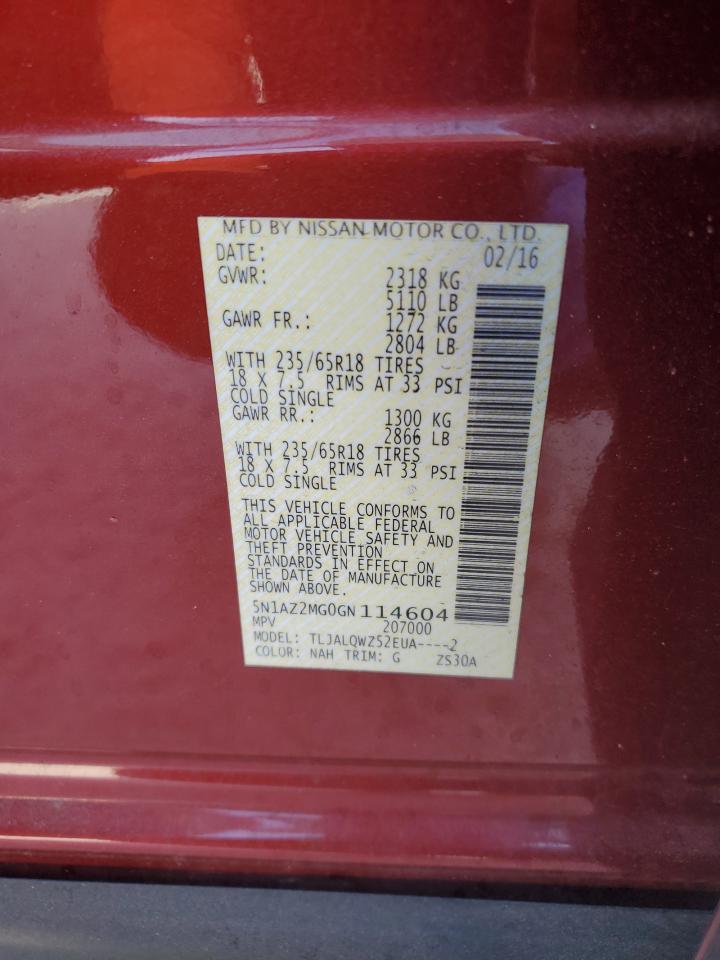 MFD BY NISSAN MOTOR CO., LTD.
DATE: 02/16
GVWR: 2318 KG
5110 LB
GAWR FR.: 1272 KG
2804 LB
WITH 235/65R18 TIRES
18 X 7.5 RIMS AT 33 PSI
COLD SINGLE
GAWR RR.: 1300 KG
2866 LB
WITH 235/65R18 TIRES
18 X 7.5 RIMS AT 33 PSI
COLD SINGLE
THIS VEHICLE CONFORMS TO
ALL APPLICABLE FEDERAL
MOTOR VEHICLE SAFETY AND
THEFT PREVENTION
STANDARDS IN EFFECT ON
THE DATE OF MANUFACTURE
SHOWN ABOVE.
5N1AZ2MG0GN114604
MPV 207000
MODEL: TLJALQWZ52EUA----2
COLOR: NAH TRIM: G ZS30A